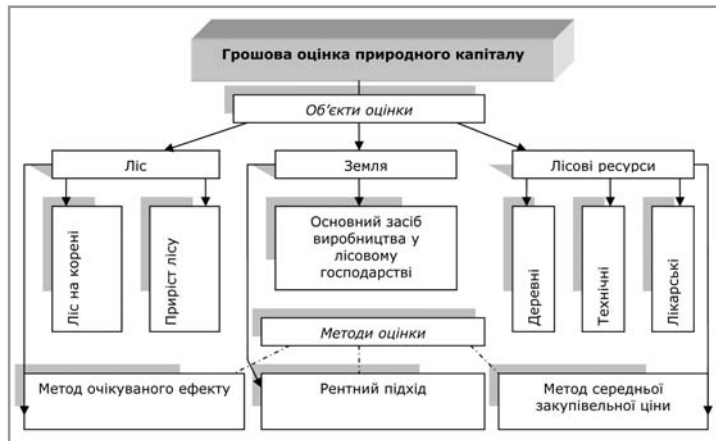 Грошова оцінка природного капіталу
Об’єкти оцінки
Ліс
Земля
Лісові ресурси
Ліс на корені
Приріст лісу
Основний засіб
виробництва у
лісовому
господарстві
Деревні
Технічні
Лікарські
Методи оцінки
Метод очікуваного ефекту
Рентний підхід
Метод середньої
закупівельної ціни